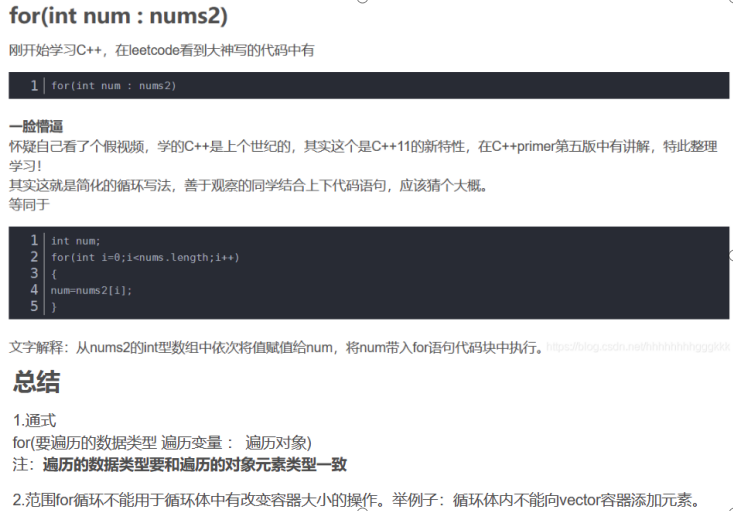 for(int num : nums2)
刚开始学习C++，在leetcode看到大神写的代码中有
1 for(int num : nums2)
一脸懵逼
怀疑自己看了个假视频，学的C++是上个世纪的，其实这个是C++11的新特性，在C++primer第五版中有讲解，特此整理
学习！
其实这就是简化的循环写法，善于观察的同学结合上下代码语句，应该猜个大概。
等同于
1 int num;
2 for(int i=0;i<nums.length;i++)
3 {
4 num=nums2[i];
5 }
文字解释：从nums2的int型数组中依次将值赋值给num，将num带入for语句代码块中执行。
总结
1.通式
for(要遍历的数据类型 遍历变量 ： 遍历对象)
注：遍历的数据类型要和遍历的对象元素类型一致
2.范围for循环不能用于循环体中有改变容器大小的操作。举例子：循环体内不能向vector容器添加元素。